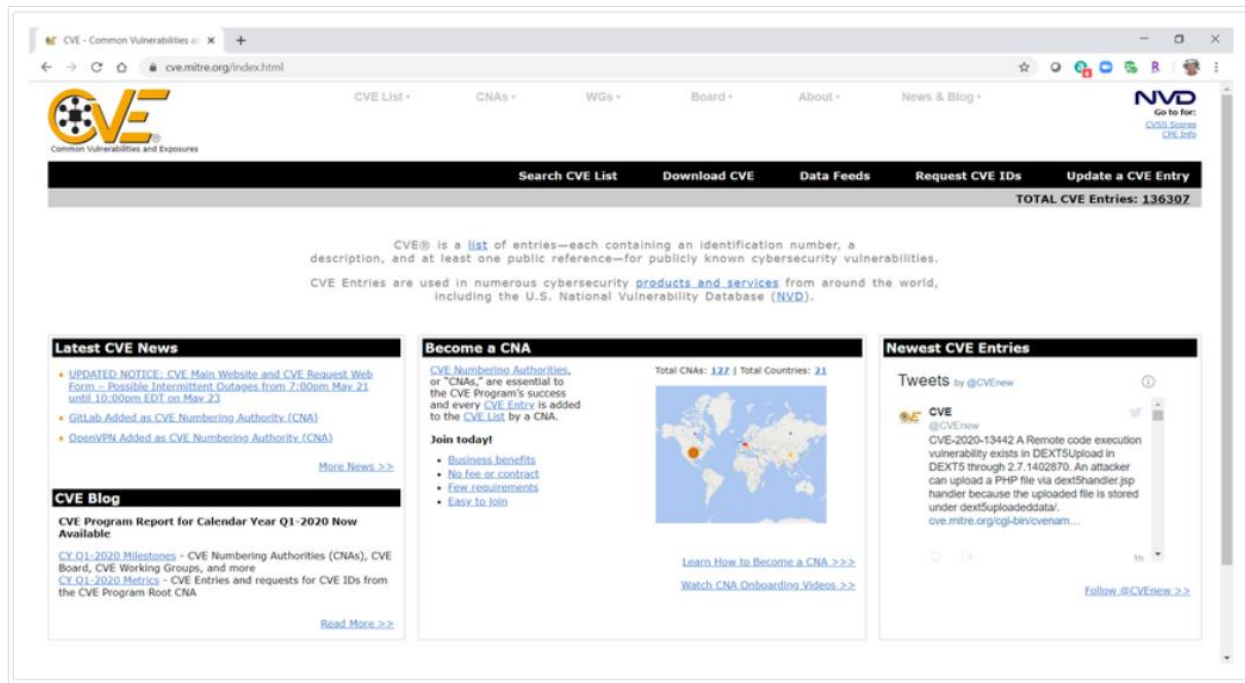 CVE - Common Vulnerabilities an
cve.mitre.org/index.html
CVE
Common Vulnerabilities and Exposures
CVE List
CNAs
WGs
Board
About
News & Blog
NVD
Go to for:
CVSS Scores
CPE Info
Search CVE List
Download CVE
Data Feeds
Request CVE IDs
Update a CVE Entry
TOTAL CVE Entries: 136307
CVE® is a list of entries—each containing an identification number, a
description, and at least one public reference—for publicly known cybersecurity vulnerabilities.
CVE Entries are used in numerous cybersecurity products and services from around the world,
including the U.S. National Vulnerability Database (NVD).
Latest CVE News
UPDATED NOTICE: CVE Main Website and CVE Request Web
Form – Possible Intermittent Outages from 7:00pm May 21
until 10:00pm EDT on May 23
GitLab Added as CVE Numbering Authority (CNA)
OpenVPN Added as CVE Numbering Authority (CNA)
More News >>
CVE Blog
CVE Program Report for Calendar Year Q1-2020 Now
Available
CY Q1-2020 Milestones - CVE Numbering Authorities (CNAs), CVE
Board, CVE Working Groups, and more
CY Q1-2020 Metrics - CVE Entries and requests for CVE IDs from
the CVE Program Root CNA
Read More >>
Become a CNA
CVE Numbering Authorities,
or "CNAs," are essential to
the CVE Program's success
and every CVE Entry is added
to the CVE List by a CNA.
Join today!
Business benefits
No fee or contract
Few requirements
Easy to join
Total CNAs: 127 | Total Countries: 21
Learn How to Become a CNA >>>
Watch CNA Onboarding Videos >>
Newest CVE Entries
Tweets by @CVEnew
CVE
@CVEnew
CVE-2020-13442 A Remote code execution
vulnerability exists in DEXT5Upload in
DEXT5 through 2.7.1402870. An attacker
can upload a PHP file via dext5handler.jsp
handler because the uploaded file is stored
under dext5uploadeddata/.
cve.mitre.org/cgi-bin/cvenam…
1h
Follow @CVEnew >>